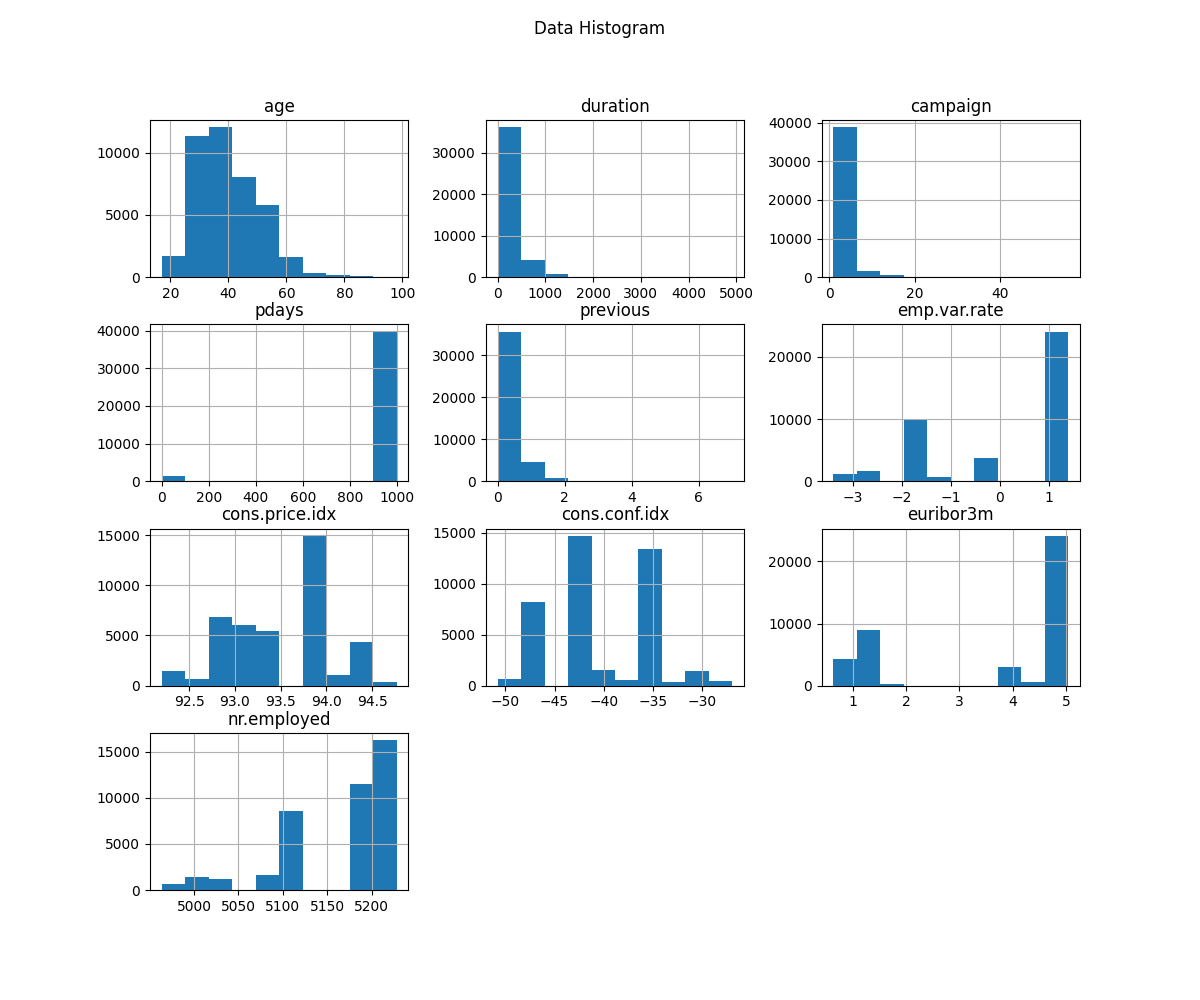 Data Histogram
age duration campaign
10000
5000
0
20 40 60 80 100
30000
20000
10000
0
0 1000 2000 3000 4000 5000
40000
30000
20000
10000
0
0 20 40
pdays previous emp.var.rate
40000
30000
20000
10000
0
0 200 400 600 800 1000
30000
20000
10000
0
0 2 4 6
20000
10000
0
−3 −2 −1 0 1
cons.price.idx cons.conf.idx euribor3m
15000
10000
5000
0
92.5 93.0 93.5 94.0 94.5
15000
10000
5000
0
−50 −45 −40 −35 −30
20000
10000
0
1 2 3 4 5
nr.employed
15000
10000
5000
0
5000 5050 5100 5150 5200